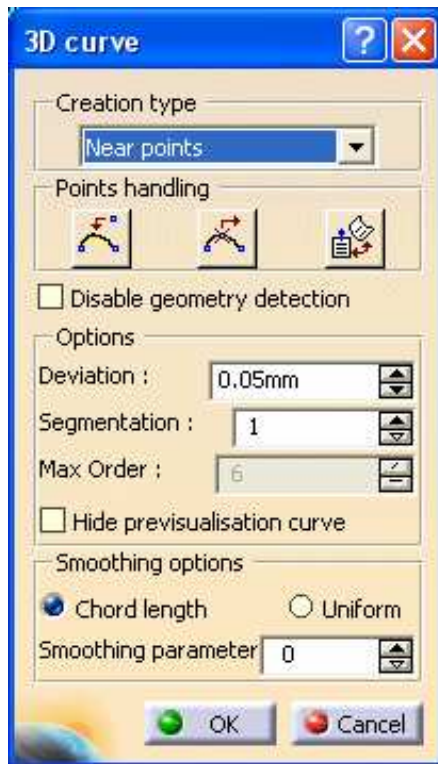 3D curve
Creation type
Near points
Points handling
Disable geometry detection
Options
Deviation : 0.05mm
Segmentation : 1
Max Order : 6
Hide previsualisation curve
Smoothing options
Chord length Uniform
Smoothing parameter 0
OK Cancel